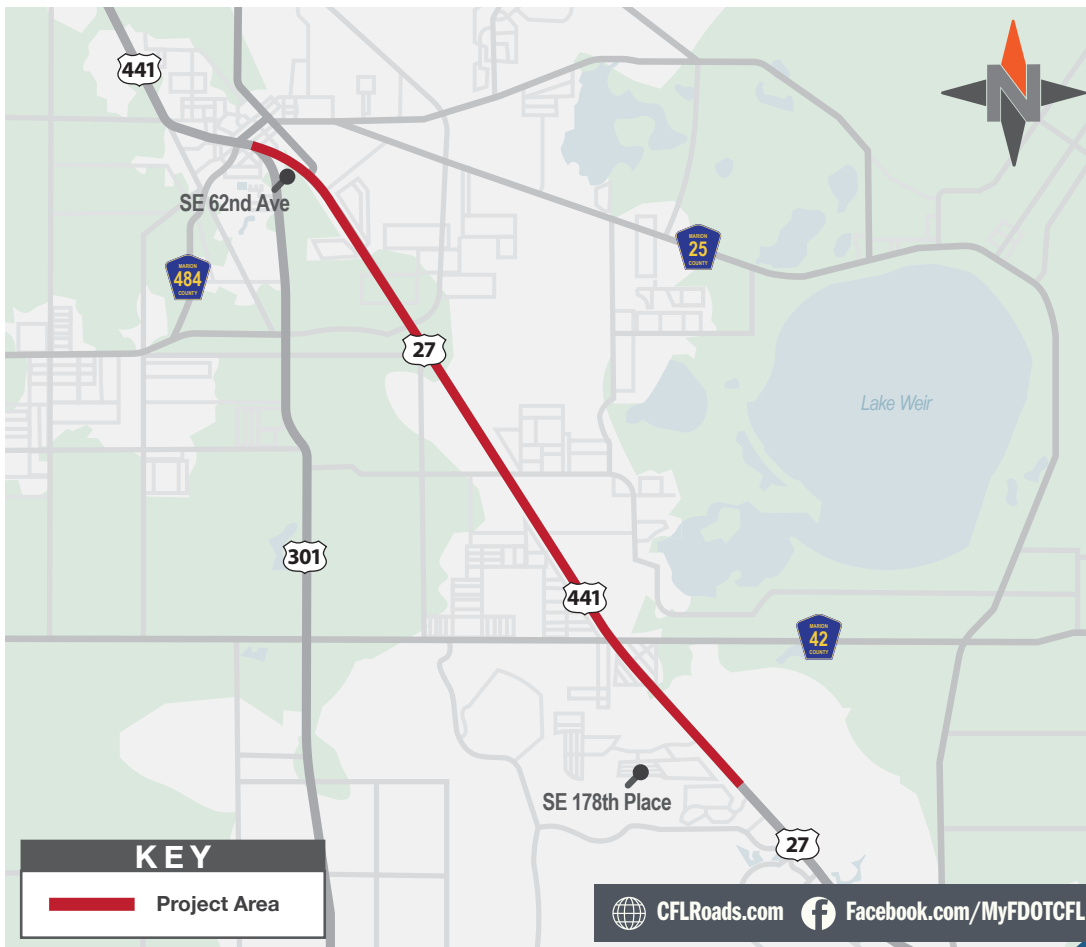 441
N
SE 62nd Ave
MARION
25
COUNTY
MARION
484
COUNTY
27
Lake Weir
301
441
MARION
42
COUNTY
SE 178th Place
27
KEY
Project Area
CFLRoads.com
Facebook.com/MyFDOTCFL